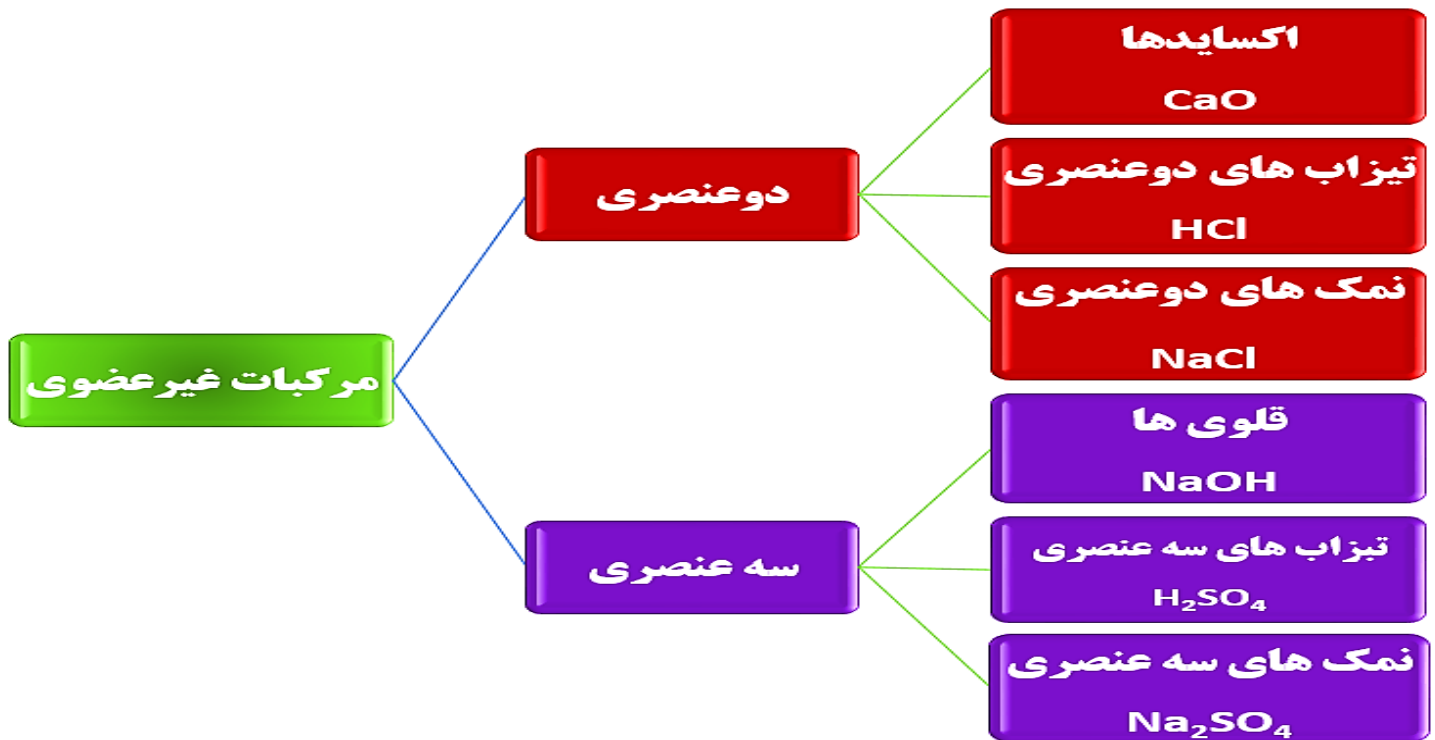 مرکبات غیرعضوی
دوعنصری
اکسایدها
CaO
تیزاب های دوعنصری
HCl
نمک های دوعنصری
NaCl
سه عنصری
قلوی ها
NaOH
تیزاب های سه عنصری
H₂SO₄
نمک های سه عنصری
Na₂SO₄